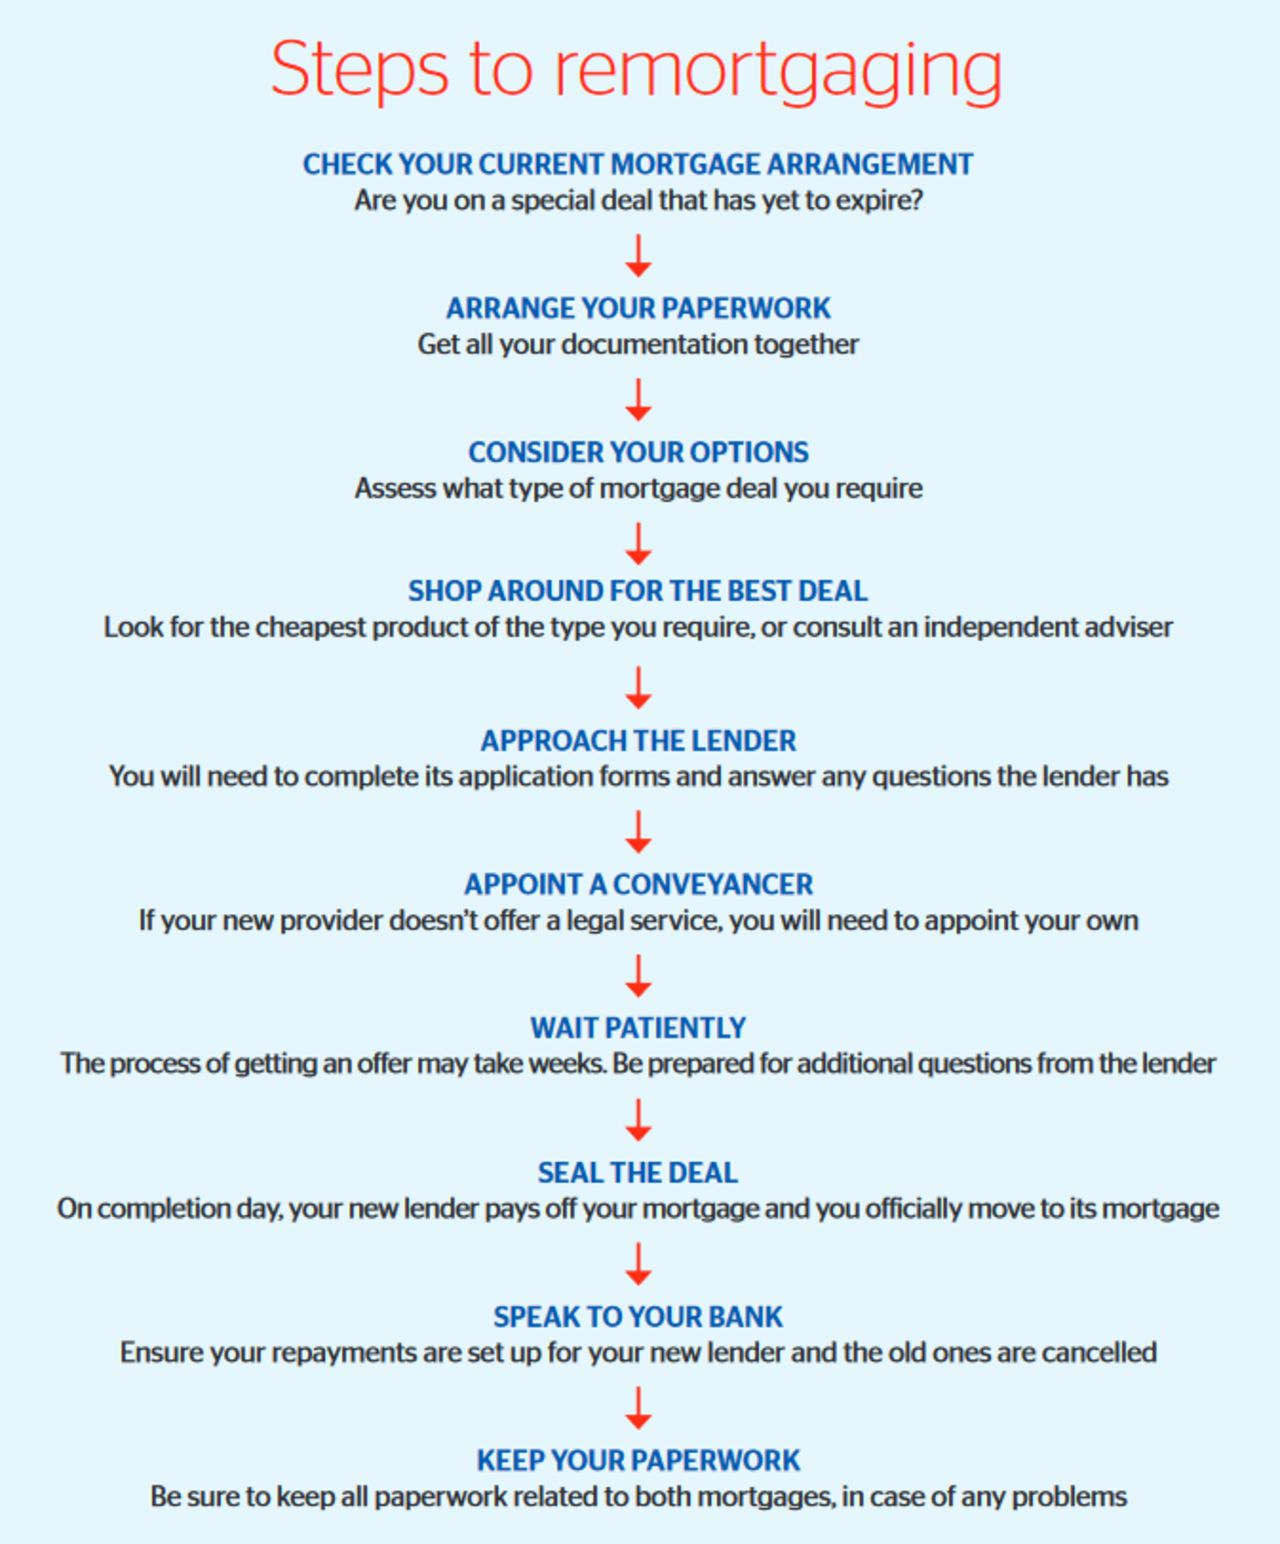 Steps to remortgaging
CHECK YOUR CURRENT MORTGAGE ARRANGEMENT
Are you on a special deal that has yet to expire?
ARRANGE YOUR PAPERWORK
Get all your documentation together
CONSIDER YOUR OPTIONS
Assess what type of mortgage deal you require
SHOP AROUND FOR THE BEST DEAL
Look for the cheapest product of the type you require, or consult an independent adviser
APPROACH THE LENDER
You will need to complete its application forms and answer any questions the lender has
APPOINT A CONVEYANCER
If your new provider doesn't offer a legal service, you will need to appoint your own
WAIT PATIENTLY
The process of getting an offer may take weeks. Be prepared for additional questions from the lender
SEAL THE DEAL
On completion day, your new lender pays off your mortgage and you officially move to its mortgage
SPEAK TO YOUR BANK
Ensure your repayments are set up for your new lender and the old ones are cancelled
KEEP YOUR PAPERWORK
Be sure to keep all paperwork related to both mortgages, in case of any problems